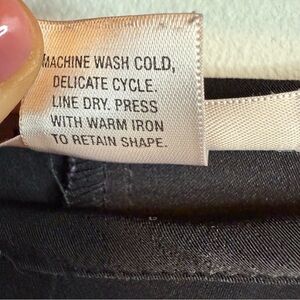 MACHINE WASH COLD,
DELICATE CYCLE.
LINE DRY. PRESS
WITH WARM IRON
TO RETAIN SHAPE.